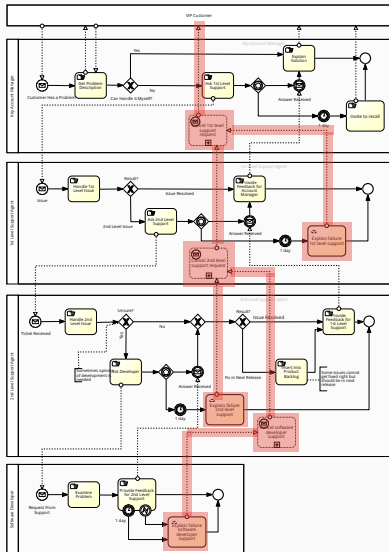 VIP Customer
Key Account Manager
Customer Has a Problem
Get Problem
Description
Yes
No
Can Handle it Myself?
Ask 1st Level
Support
Explain
Solution
Answer Received
1 day
Invite to recall
support
request
1st Level Support Agent
Issue
Handle 1st
Level Issue
Result?
Issue Resolved
2nd Level Issue
Ask 2nd Level
Support
Feedback for
Account
Manager
Answer Received
1 day
Explain failure
1st level support
Cancel 2nd level
support request
2nd Level Support Agent
Ticket Received
Handle 2nd
Level Issue
Unsure?
No
Yes
Result?
Issue Resolved
Feedback for
1st Level
Support
Sometimes opinion
of development is
needed
Ask Developer
Answer Received
Fix in Next Release
Insert into
Product
Backlog
Some issues cannot
get fixed right but
should be in next
release
1 day
Explain failure
2nd level
support
software
developer
support
Software Developer
Request From
Support
Examine
Problem
Provide Feedback
for 2nd Level
Support
1 day
Explain failure
software
developer
support